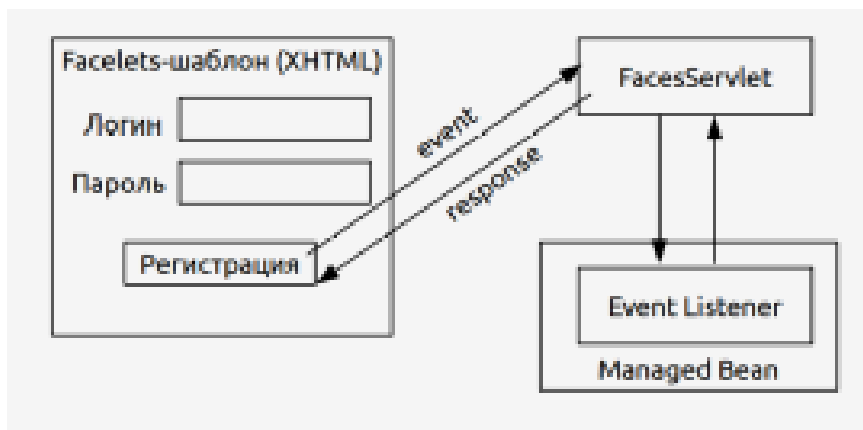 Facelets-шаблон (XHTML)
Логин
Пароль
Регистрация
event
response
FacesServlet
Event Listener
Managed Bean